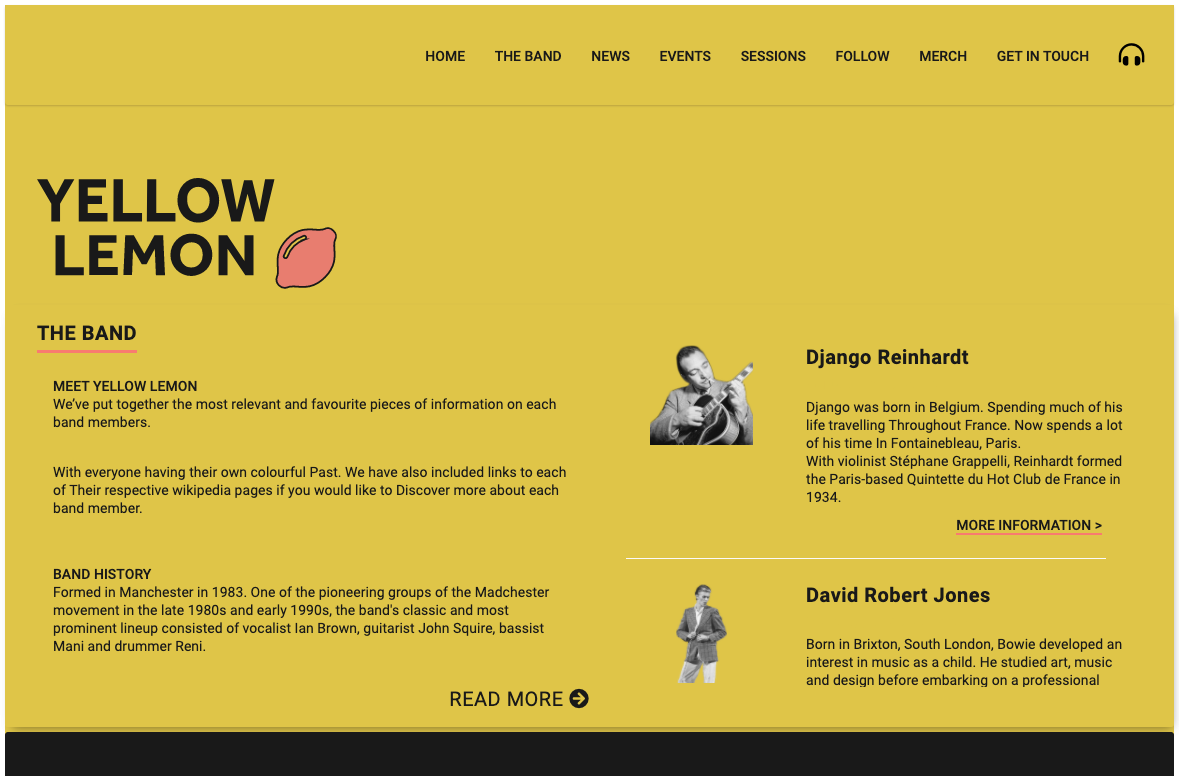 HOME THE BAND NEWS EVENTS SESSIONS FOLLOW MERCH GET IN TOUCH
YELLOW
LEMON
THE BAND
MEET YELLOW LEMON
We've put together the most relevant and favourite pieces of information on each
band members.
With everyone having their own colourful Past. We have also included links to each
of Their respective wikipedia pages if you would like to Discover more about each
band member.
BAND HISTORY
Formed in Manchester in 1983. One of the pioneering groups of the Madchester
movement in the late 1980s and early 1990s, the band's classic and most
prominent lineup consisted of vocalist Ian Brown, guitarist John Squire, bassist
Mani and drummer Reni.
READ MORE
Django Reinhardt
Django was born in Belgium. Spending much of his
life travelling Throughout France. Now spends a lot
of his time In Fontainebleau, Paris.
With violinist Stéphane Grappelli, Reinhardt formed
the Paris-based Quintette du Hot Club de France in
1934.
MORE INFORMATION >
David Robert Jones
Born in Brixton, South London, Bowie developed an
interest in music as a child. He studied art, music
and design before embarking on a professional